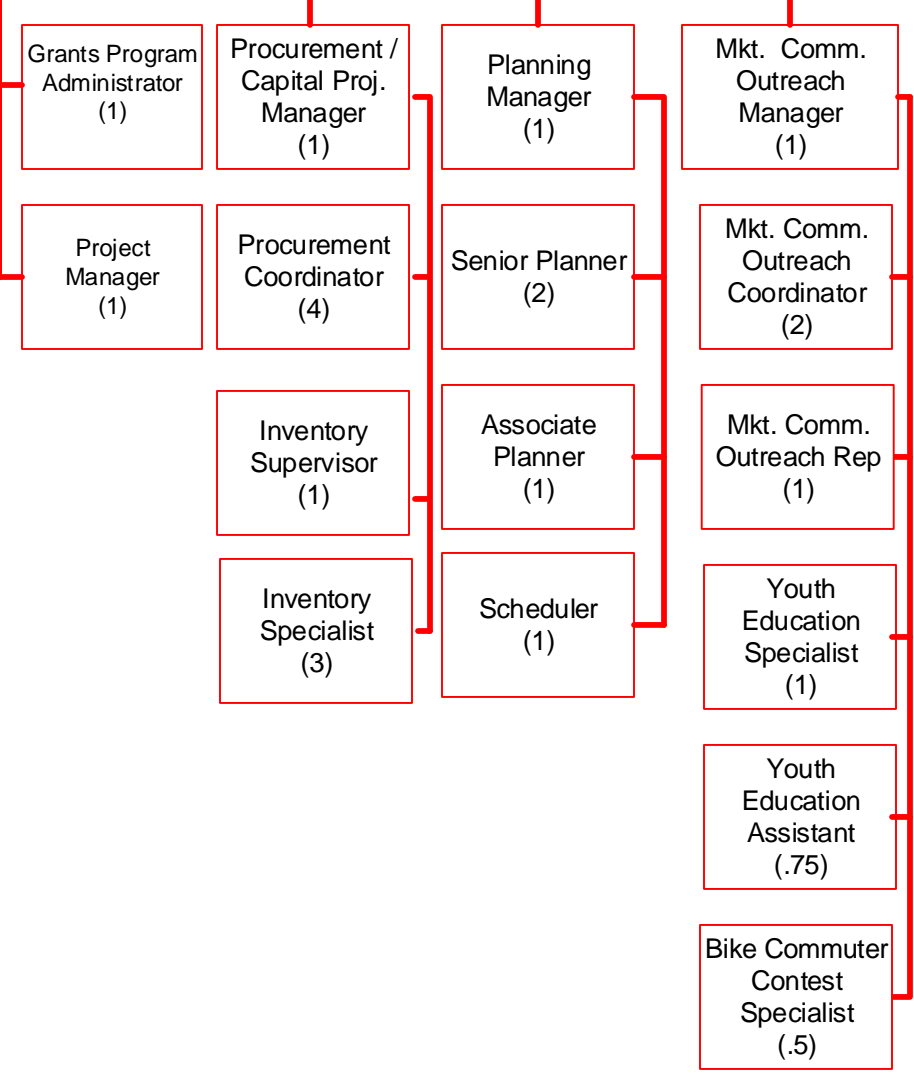 Grants Program
Administrator
(1)
Project
Manager
(1)
Procurement /
Capital Proj.
Manager
(1)
Procurement
Coordinator
(4)
Inventory
Supervisor
(1)
Inventory
Specialist
(3)
Planning
Manager
(1)
Senior Planner
(2)
Associate
Planner
(1)
Scheduler
(1)
Mkt. Comm.
Outreach
Manager
(1)
Mkt. Comm.
Outreach
Coordinator
(2)
Mkt. Comm.
Outreach Rep
(1)
Youth
Education
Specialist
(1)
Youth
Education
Assistant
(.75)
Bike Commuter
Contest
Specialist
(.5)